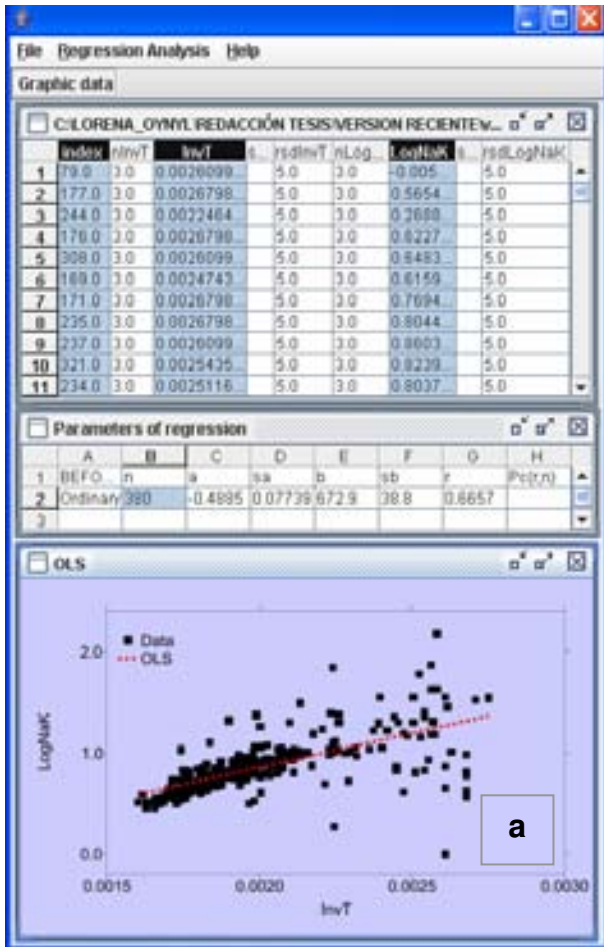 File Regression Analysis Help
Graphic data
C:\LORENA_OYNYL\REDACCIÓN TESIS\VERSION RECIENTE\v...
index nInvT InvT s... rsdInvT nLog... LogNaK s... rsdLogNaK
1 79.0 3.0 0.0026099... 5.0 3.0 -0.005... 5.0
2 177.0 3.0 0.0026798... 5.0 3.0 0.5654... 5.0
3 244.0 3.0 0.0022464... 5.0 3.0 5.0
4 178.0 3.0 0.0026798... 5.0 3.0 0.6227... 5.0
5 308.0 3.0 0.0026099... 5.0 3.0 0.6483... 5.0
6 169.0 3.0 0.0024743... 5.0 3.0 0.6159... 5.0
7 171.0 3.0 0.0026798... 5.0 3.0 0.7694... 5.0
8 235.0 3.0 0.0026798... 5.0 3.0 0.8044... 5.0
9 237.0 3.0 0.0026099... 5.0 3.0 0.8603... 5.0
10 321.0 3.0 0.0025435... 5.0 3.0 0.8239... 5.0
11 234.0 3.0 0.0025116... 5.0 3.0 0.8037... 5.0
Parameters of regression
A B C D E F G H
1 BEFO... n a sa b sb r Pc(r,n)
2 Ordinary 380 -0.4895 0.07739 672.9 38.8 0.6657
3
OLS
Data
OLS
2.0
1.0
0.0
LogNaK
a
0.0015 0.0020 0.0025 0.0030
InvT